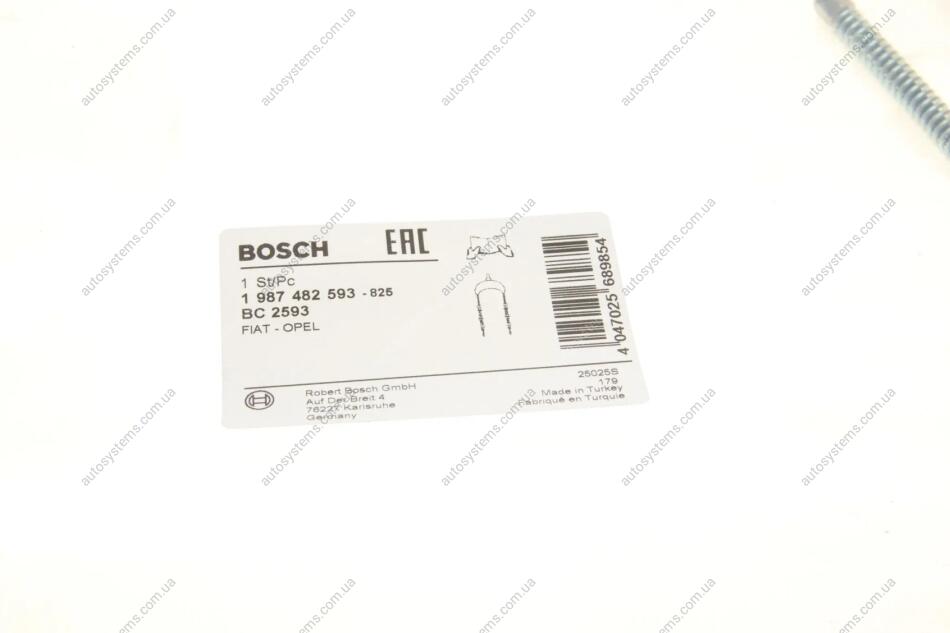 BOSCH EAC
1 St/Pc
1 987 482 593 - 825
BC 2593
FIAT - OPEL
4 047025 689854
Robert Bosch GmbH
Auf Der Breit 4
76227 Karlsruhe
Germany
25025S
179
Made in Turkey
Fabriqué en Turquie
autosystems.com.ua